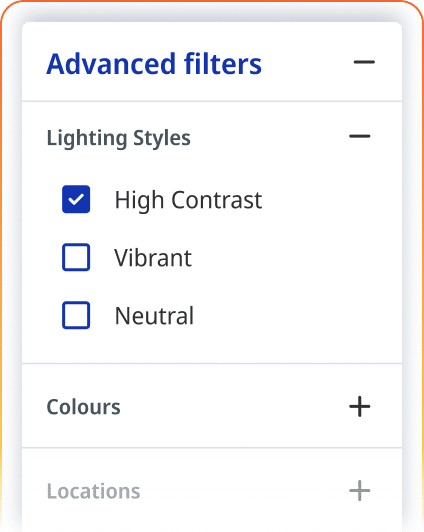 Advanced filters
Lighting Styles
High Contrast
Vibrant
Neutral
Colours
Locations